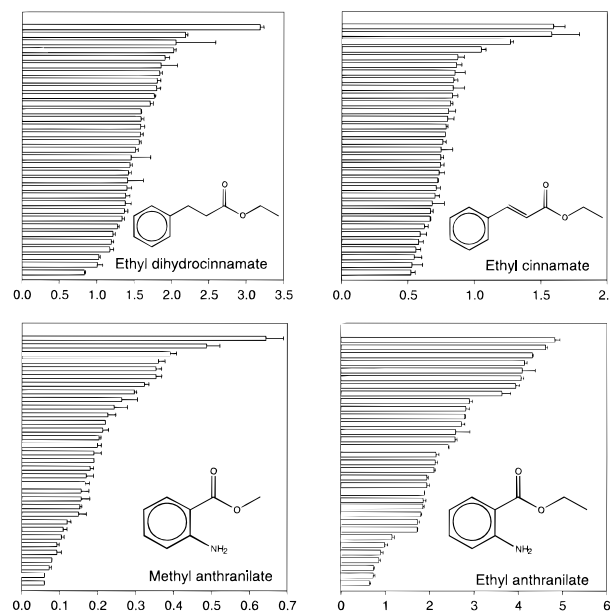 O
O
Ethyl dihydrocinnamate
0.0 0.5 1.0 1.5 2.0 2.5 3.0 3.5
O
O
Ethyl cinnamate
0.0 0.5 1.0 1.5 2.
O
O
NH2
Methyl anthranilate
0.0 0.1 0.2 0.3 0.4 0.5 0.6 0.7
O
O
NH2
Ethyl anthranilate
0 1 2 3 4 5 6